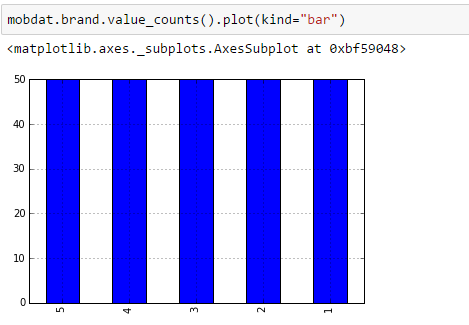 mobdat.brand.value_counts().plot(kind="bar")
<matplotlib.axes._subplots.AxesSubplot at 0xbf59048>
50
40
30
20
10
0
5 4 3 2 1